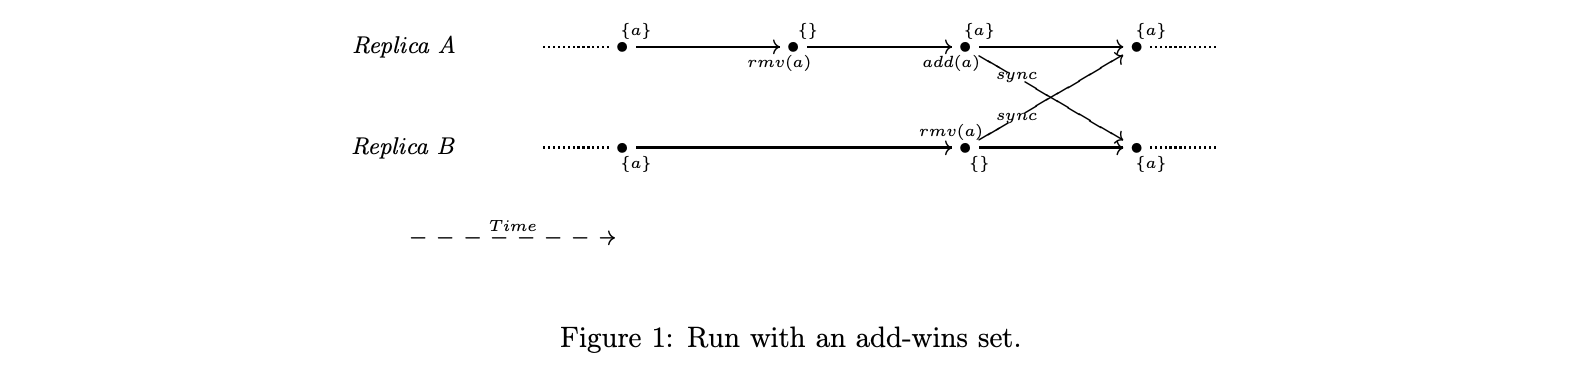 {a} {} {a} {a}
Replica A
rmv(a) add(a)
sync
sync
rmv(a)
Replica B
{a} {} {a}
Time
Figure 1: Run with an add-wins set.